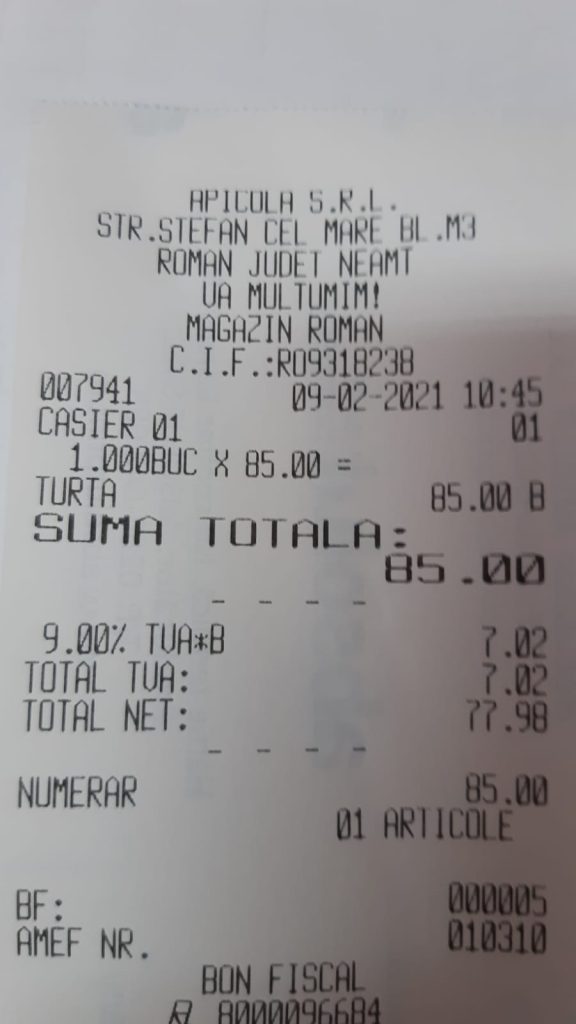 APICOLA S.R.L.
STR.STEFAN CEL MARE BL.M3
ROMAN JUDET NEAMT
VA MULTUMIM!
MAGAZIN ROMAN
C.I.F.:RO9318238
007941 09-02-2021 10:45
CASIER 01 01
1.000BUC X 85.00 =
TURTA 85.00 B
SUMA TOTALA:
85.00
- - - -
9.00% TVA*B 7.02
TOTAL TVA: 7.02
TOTAL NET: 77.98
- - - -
NUMERAR 85.00
01 ARTICOLE
BF: 000005
AMEF NR. 010310
BON FISCAL
8000096684